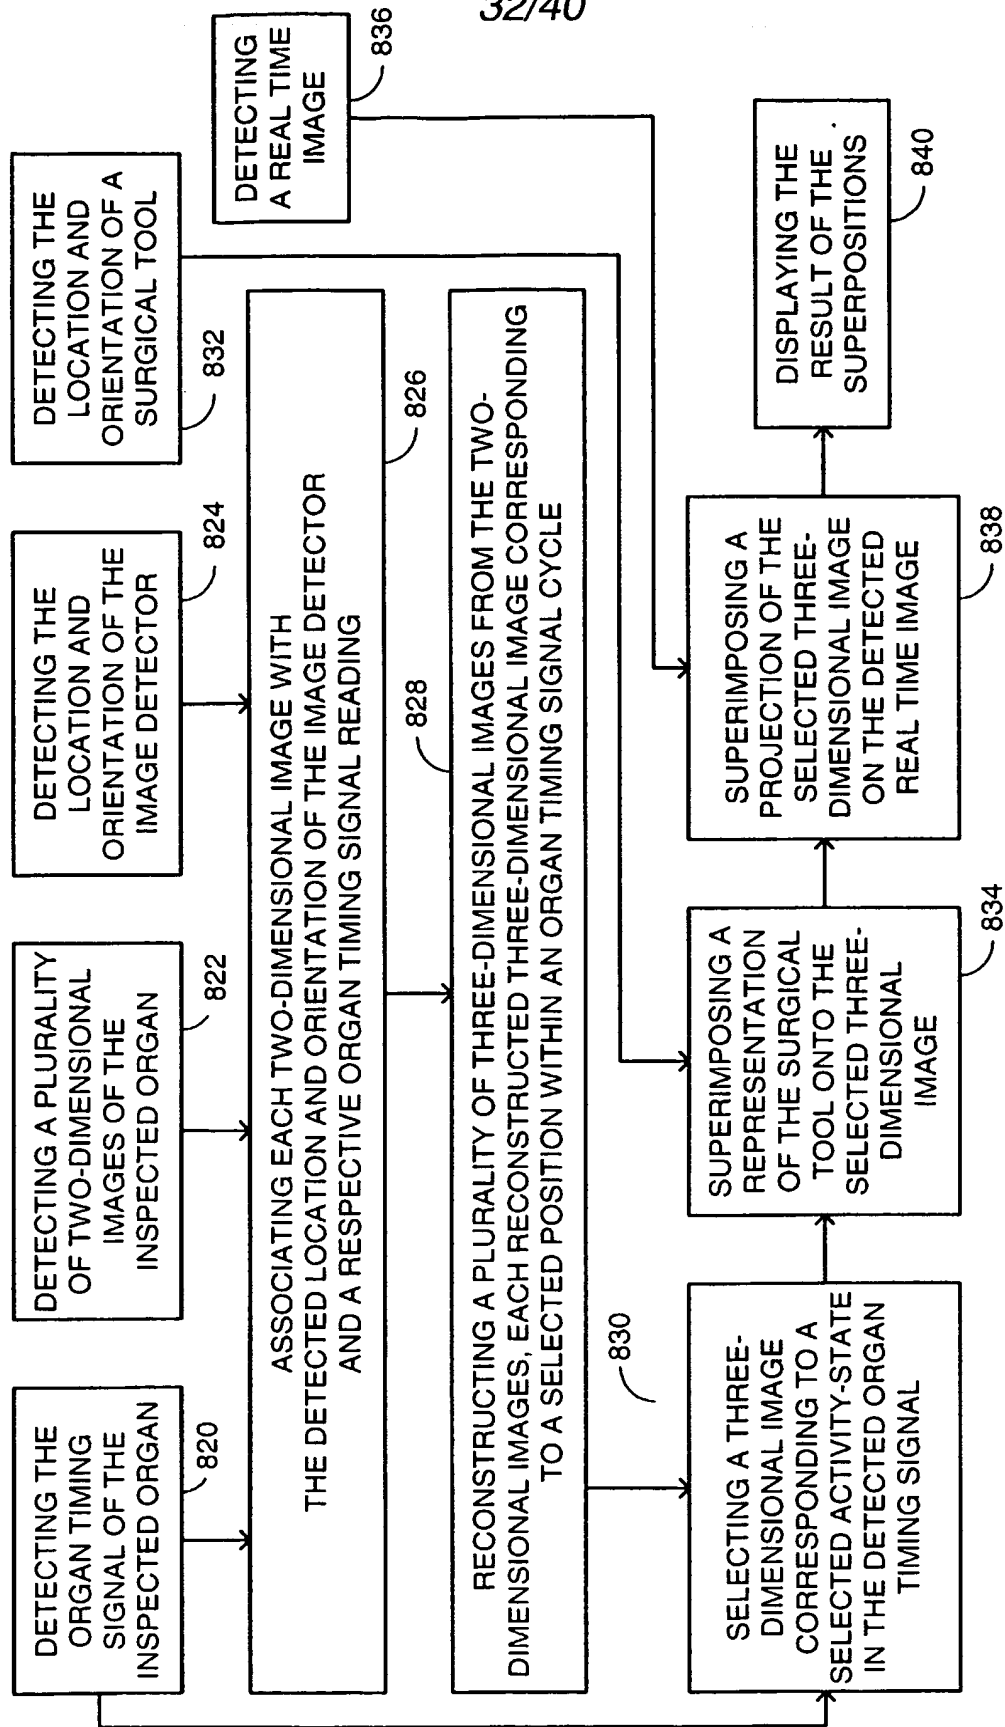 32/40
DETECTING THE
ORGAN TIMING
SIGNAL OF THE
INSPECTED ORGAN
820
DETECTING A PLURALITY
OF TWO-DIMENSIONAL
IMAGES OF THE
INSPECTED ORGAN
822
DETECTING THE
LOCATION AND
ORIENTATION OF THE
IMAGE DETECTOR
824
DETECTING THE
LOCATION AND
ORIENTATION OF A
SURGICAL TOOL
832
DETECTING
A REAL TIME
IMAGE
836
ASSOCIATING EACH TWO-DIMENSIONAL IMAGE WITH
THE DETECTED LOCATION AND ORIENTATION OF THE IMAGE DETECTOR
AND A RESPECTIVE ORGAN TIMING SIGNAL READING
826
828
RECONSTRUCTING A PLURALITY OF THREE-DIMENSIONAL IMAGES FROM THE TWO-
DIMENSIONAL IMAGES, EACH RECONSTRUCTED THREE-DIMENSIONAL IMAGE CORRESPONDING
TO A SELECTED POSITION WITHIN AN ORGAN TIMING SIGNAL CYCLE
830
SELECTING A THREE-
DIMENSIONAL IMAGE
CORRESPONDING TO A
SELECTED ACTIVITY-STATE
IN THE DETECTED ORGAN
TIMING SIGNAL
SUPERIMPOSING A
REPRESENTATION
OF THE SURGICAL
TOOL ONTO THE
SELECTED THREE-
DIMENSIONAL
IMAGE
834
SUPERIMPOSING A
PROJECTION OF THE
SELECTED THREE-
DIMENSIONAL IMAGE
ON THE DETECTED
REAL TIME IMAGE
838
DISPLAYING THE
RESULT OF THE
SUPERPOSITIONS
840